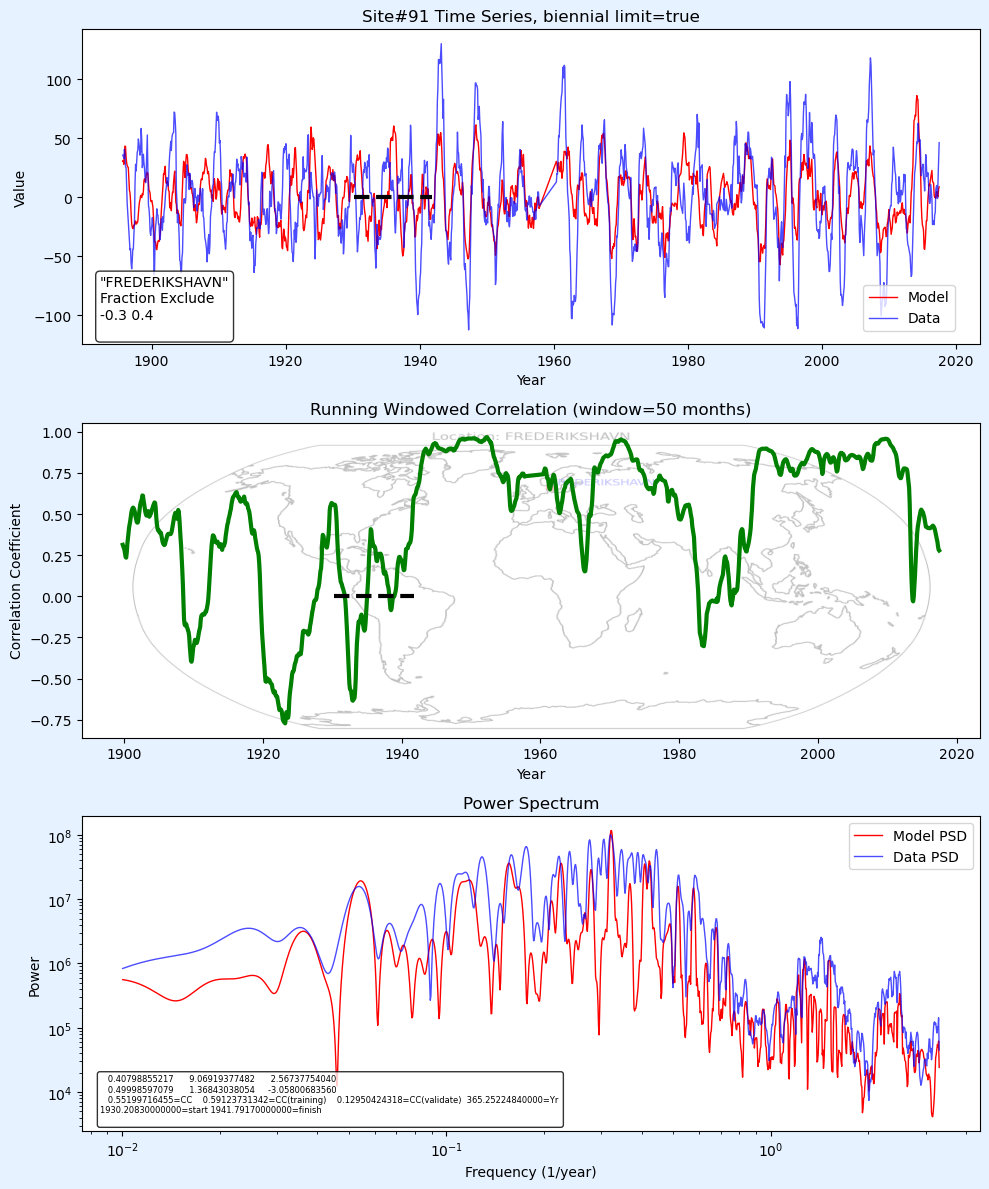 Site#91 Time Series, biennial limit=true
Value
100
50
0
−50
−100
"FREDERIKSHAVN"
Fraction Exclude
-0.3 0.4
Model
Data
1900 1920 1940 1960 1980 2000 2020
Year
Running Windowed Correlation (window=50 months)
Location: FREDERIKSHAVN
FREDERIKSHAVN
Correlation Coefficient
1.00
0.75
0.50
0.25
0.00
−0.25
−0.50
−0.75
1900 1920 1940 1960 1980 2000 2020
Year
Power Spectrum
Model PSD
Data PSD
Power
10^8
10^7
10^6
10^5
10^4
0.40798855217 9.06919377482 2.56737754040
0.49998597079 1.36843038054 -3.05800683560
0.55199716455=CC 0.59123731342=CC(training) 0.12950424318=CC(validate) 365.25224840000=Yr
1930.20830000000=start 1941.79170000000=finish
10^−2 10^−1 10^0
Frequency (1/year)